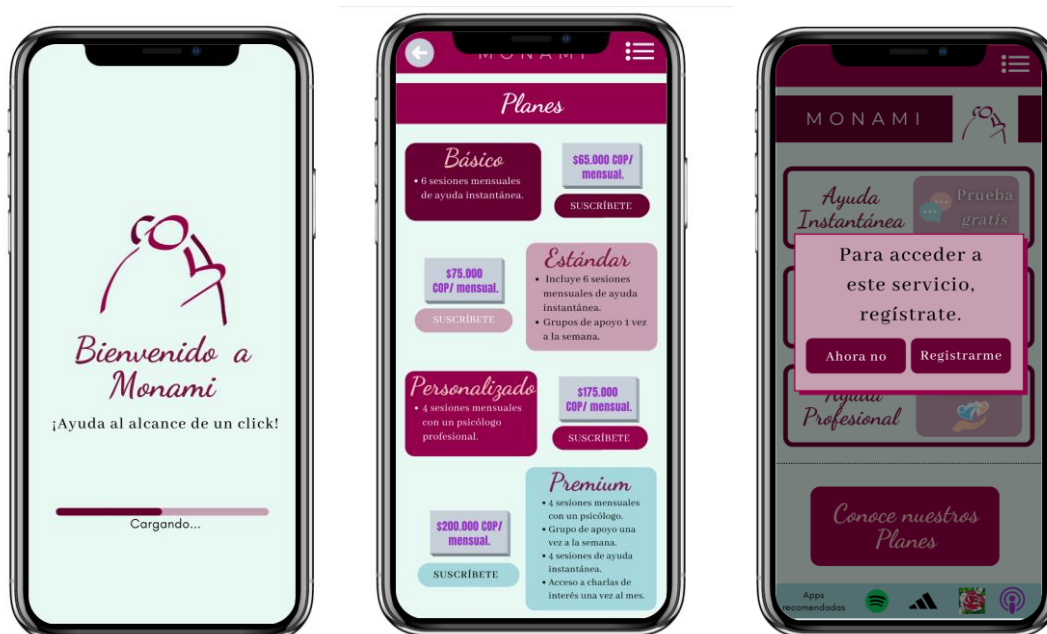 Bienvenido a
Monami
¡Ayuda al alcance de un click!
Cargando...
MONAMI
Planes
Básico
• 6 sesiones mensuales
de ayuda instantánea.
$65.000 COP/
mensual.
SUSCRÍBETE
$75.000
COP/ mensual.
SUSCRÍBETE
Estándar
• Incluye 6 sesiones
mensuales de ayuda
instantánea.
• Grupos de apoyo 1 vez
a la semana.
Personalizado
• 4 sesiones mensuales
con un psicólogo
profesional.
$175.000
COP/ mensual.
SUSCRÍBETE
$200.000 COP/
mensual.
SUSCRÍBETE
Premium
• 4 sesiones mensuales
con un psicólogo.
• Grupo de apoyo una
vez a la semana.
• 4 sesiones de ayuda
instantánea.
• Acceso a charlas de
interés una vez al mes.
MONAMI
Ayuda
Instantánea
Prueba
gratis
Para acceder a
este servicio,
regístrate.
Ahora no
Registrarme
Ayuda
Profesional
Conoce nuestros
Planes
Apps
recomendadas